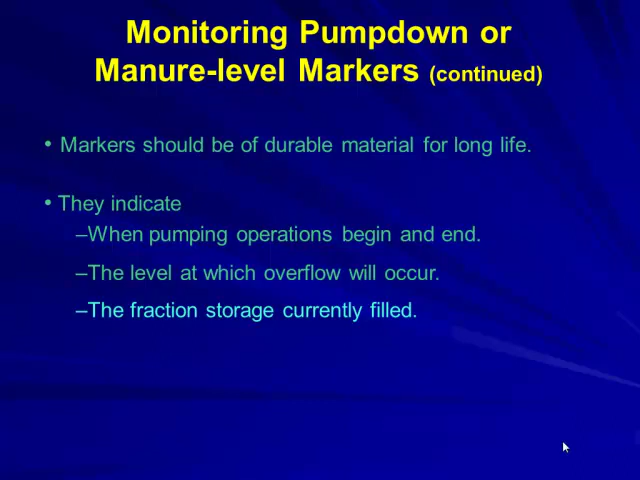 Monitoring Pumpdown or
Manure-level Markers (continued)
• Markers should be of durable material for long life.
• They indicate
–When pumping operations begin and end.
–The level at which overflow will occur.
–The fraction storage currently filled.